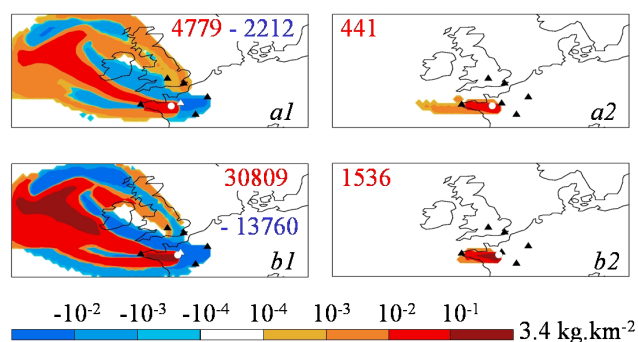 4779 - 2212
a1
441
a2
30809
- 13760
b1
1536
b2
-10⁻² -10⁻³ -10⁻⁴ 10⁻⁴ 10⁻³ 10⁻² 10⁻¹
3.4 kg.km⁻²